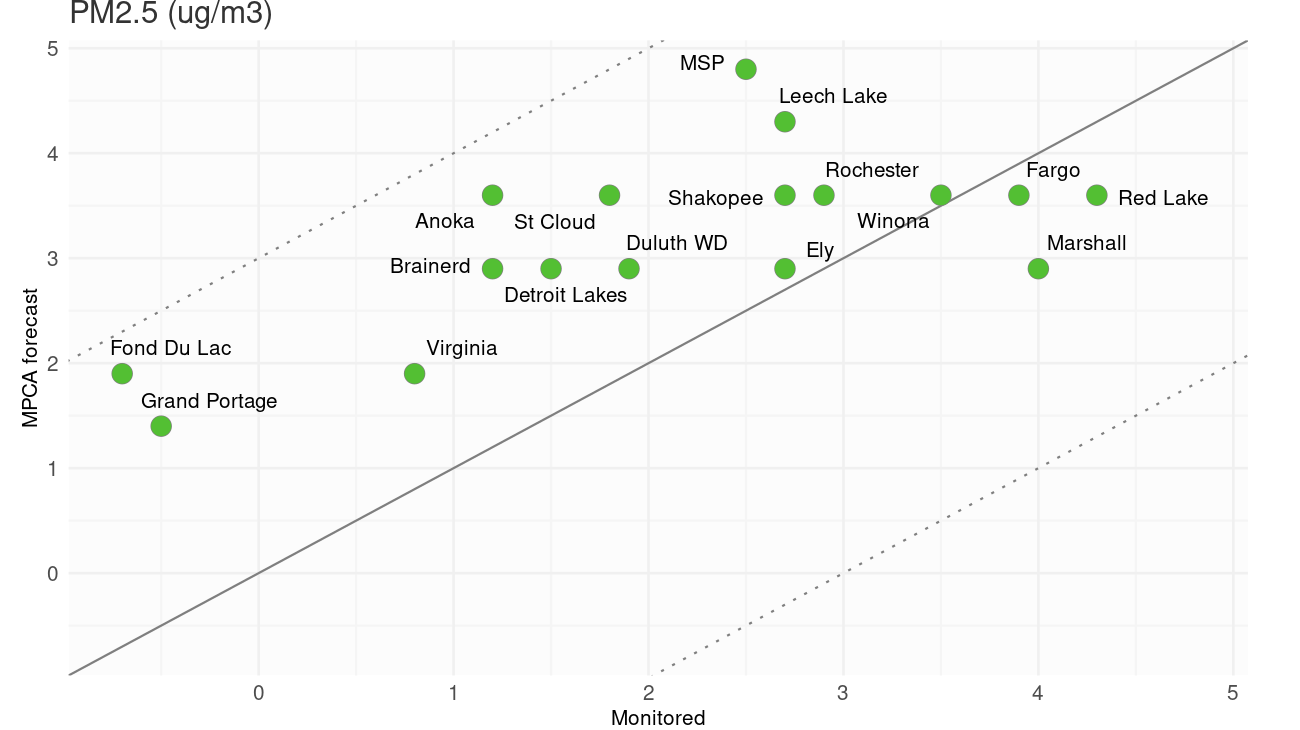 PM2.5 (ug/m3)
5
4
3
2
1
0
MPCA forecast
MSP
Leech Lake
Rochester
Fargo
Shakopee
Red Lake
Anoka
St Cloud
Winona
Duluth WD
Ely
Marshall
Brainerd
Detroit Lakes
Fond Du Lac
Virginia
Grand Portage
0 1 2 3 4 5
Monitored